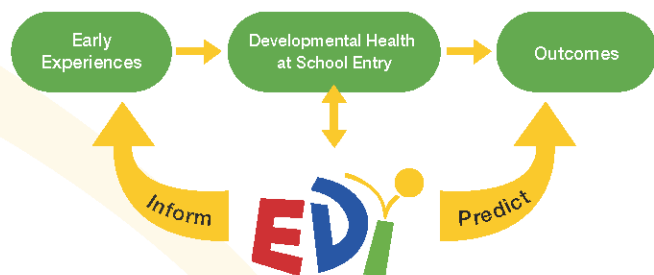 Early
Experiences
Developmental Health
at School Entry
Outcomes
Inform
EDI
Predict